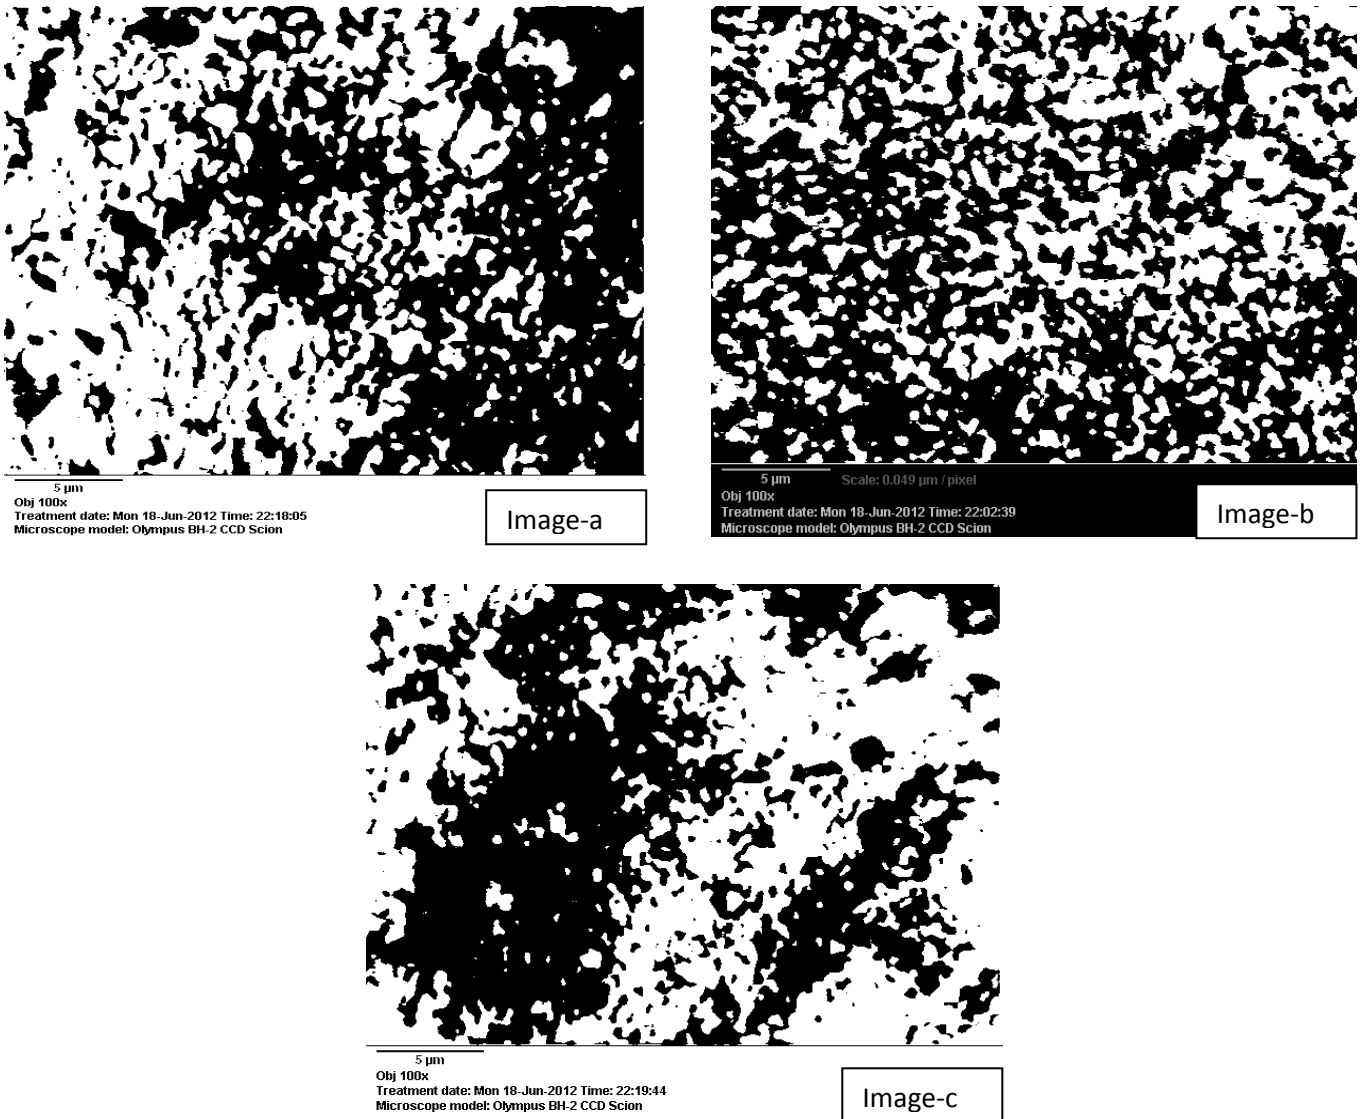 5 µm
Obj 100x
Treatment date: Mon 18-Jun-2012 Time: 22:18:05
Microscope model: Olympus BH-2 CCD Scion
Image-a
5 µm Scale: 0.049 µm / pixel
Obj 100x
Treatment date: Mon 18-Jun-2012 Time: 22:02:39
Microscope model: Olympus BH-2 CCD Scion
Image-b
5 µm
Obj 100x
Treatment date: Mon 18-Jun-2012 Time: 22:19:44
Microscope model: Olympus BH-2 CCD Scion
Image-c